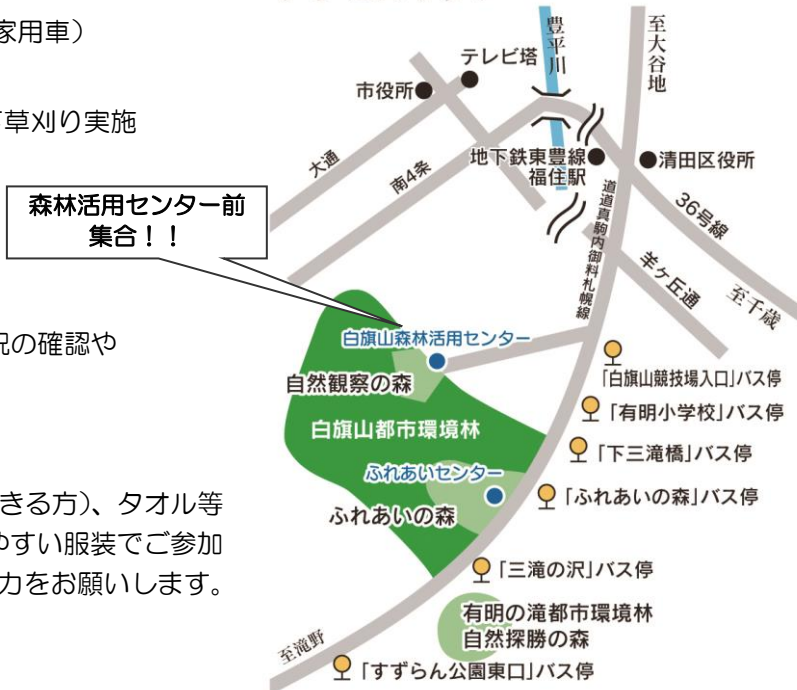 家用車）
草刈り実施
森林活用センター前
集合！！
況の確認や
きる方）、タオル等
やすい服装でご参加
力をお願いします。
豊平川
至大谷地
テレビ塔
市役所
大通
南4条
地下鉄東豊線
福住駅
清田区役所
道道真駒内御料札幌線
36号線
羊ヶ丘通
至千歳
白旗山森林活用センター
自然観察の森
白旗山都市環境林
ふれあいセンター
ふれあいの森
「白旗山競技場入口」バス停
「有明小学校」バス停
「下三滝橋」バス停
「ふれあいの森」バス停
「三滝の沢」バス停
有明の滝都市環境林
自然探勝の森
至滝野
「すずらん公園東口」バス停